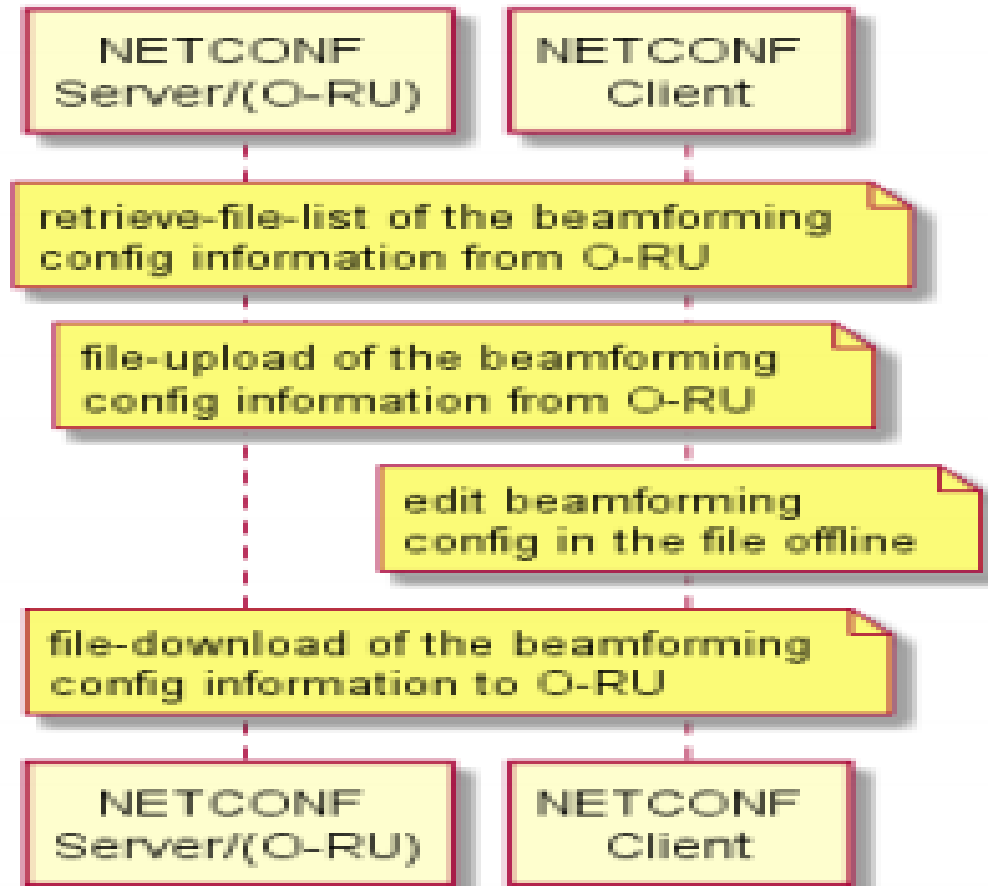 NETCONF
Server/(O-RU)
NETCONF
Client
retrieve-file-list of the beamforming
config information from O-RU
file-upload of the beamforming
config information from O-RU
edit beamforming
config in the file offline
file-download of the beamforming
config information to O-RU
NETCONF
Server/(O-RU)
NETCONF
Client